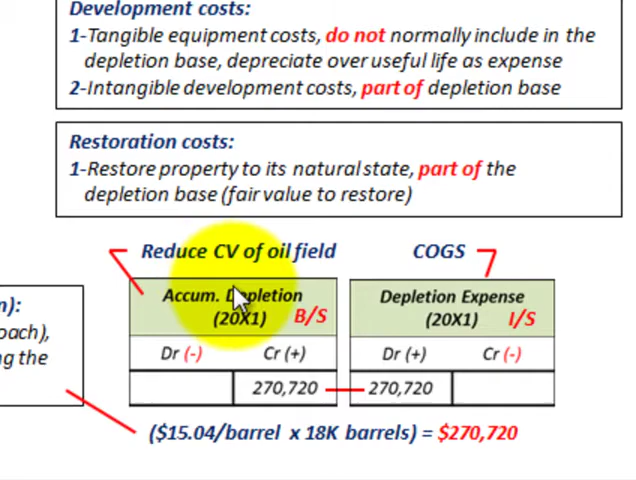 Development costs:
1-Tangible equipment costs, do not normally include in the
depletion base, depreciate over useful life as expense
2-Intangible development costs, part of depletion base
Restoration costs:
1-Restore property to its natural state, part of the
depletion base (fair value to restore)
Reduce CV of oil field
COGS
n):
oach),
ng the
Accum. Depletion
(20X1) B/S
Dr (-) Cr (+)
270,720
Depletion Expense
(20X1) I/S
Dr (+) Cr (-)
270,720
($15.04/barrel x 18K barrels) = $270,720